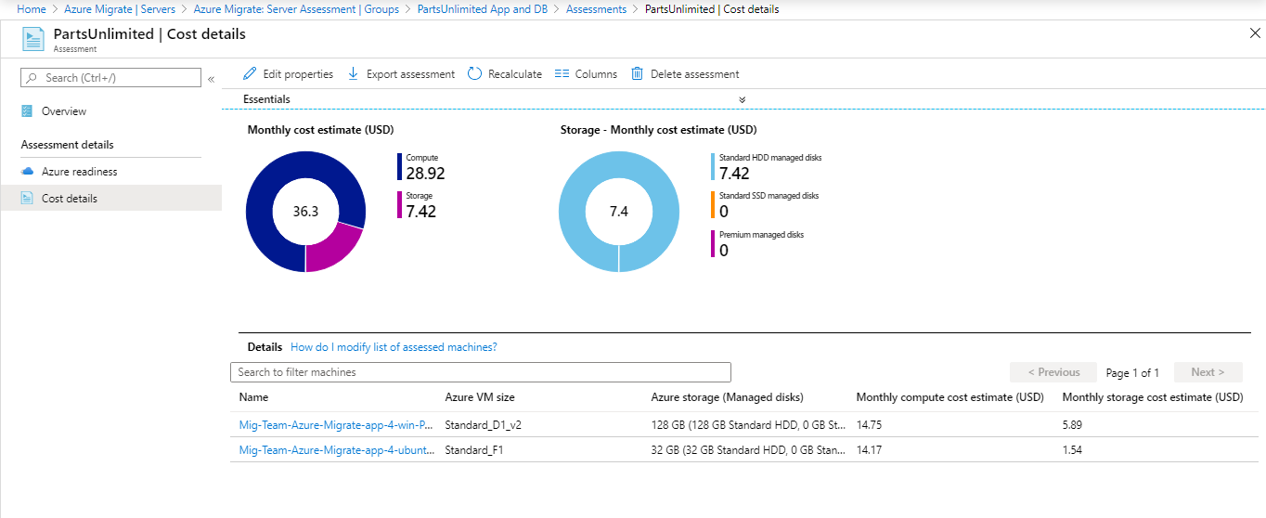 Home > Azure Migrate | Servers > Azure Migrate: Server Assessment | Groups > PartsUnlimited App and DB > Assessments > PartsUnlimited | Cost details
PartsUnlimited | Cost details
Assessment
Search (Ctrl+/)
«
Overview
Assessment details
Azure readiness
Cost details
Edit properties Export assessment Recalculate Columns Delete assessment
Essentials
Monthly cost estimate (USD)
36.3
Compute
28.92
Storage
7.42
Storage - Monthly cost estimate (USD)
7.4
Standard HDD managed disks
7.42
Standard SSD managed disks
0
Premium managed disks
0
Details How do I modify list of assessed machines?
Search to filter machines
< Previous Page 1 of 1 Next >
Name Azure VM size Azure storage (Managed disks) Monthly compute cost estimate (USD) Monthly storage cost estimate (USD)
Mig-Team-Azure-Migrate-app-4-win-P... Standard_D1_v2 128 GB (128 GB Standard HDD, 0 GB St... 14.75 5.89
Mig-Team-Azure-Migrate-app-4-ubunt... Standard_F1 32 GB (32 GB Standard HDD, 0 GB Stan... 14.17 1.54